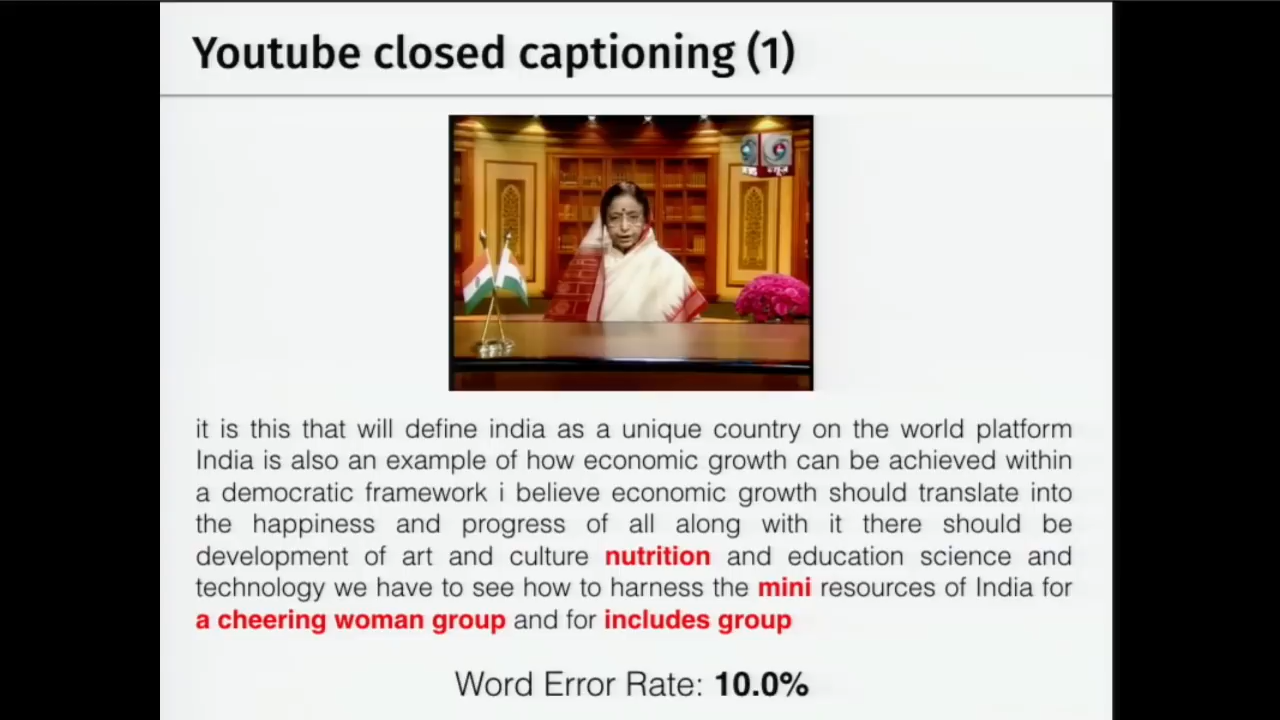 Youtube closed captioning (1)
न्यूज़
it is this that will define india as a unique country on the world platform
India is also an example of how economic growth can be achieved within
a democratic framework i believe economic growth should translate into
the happiness and progress of all along with it there should be
development of art and culture nutrition and education science and
technology we have to see how to harness the mini resources of India for
a cheering woman group and for includes group
Word Error Rate: 10.0%